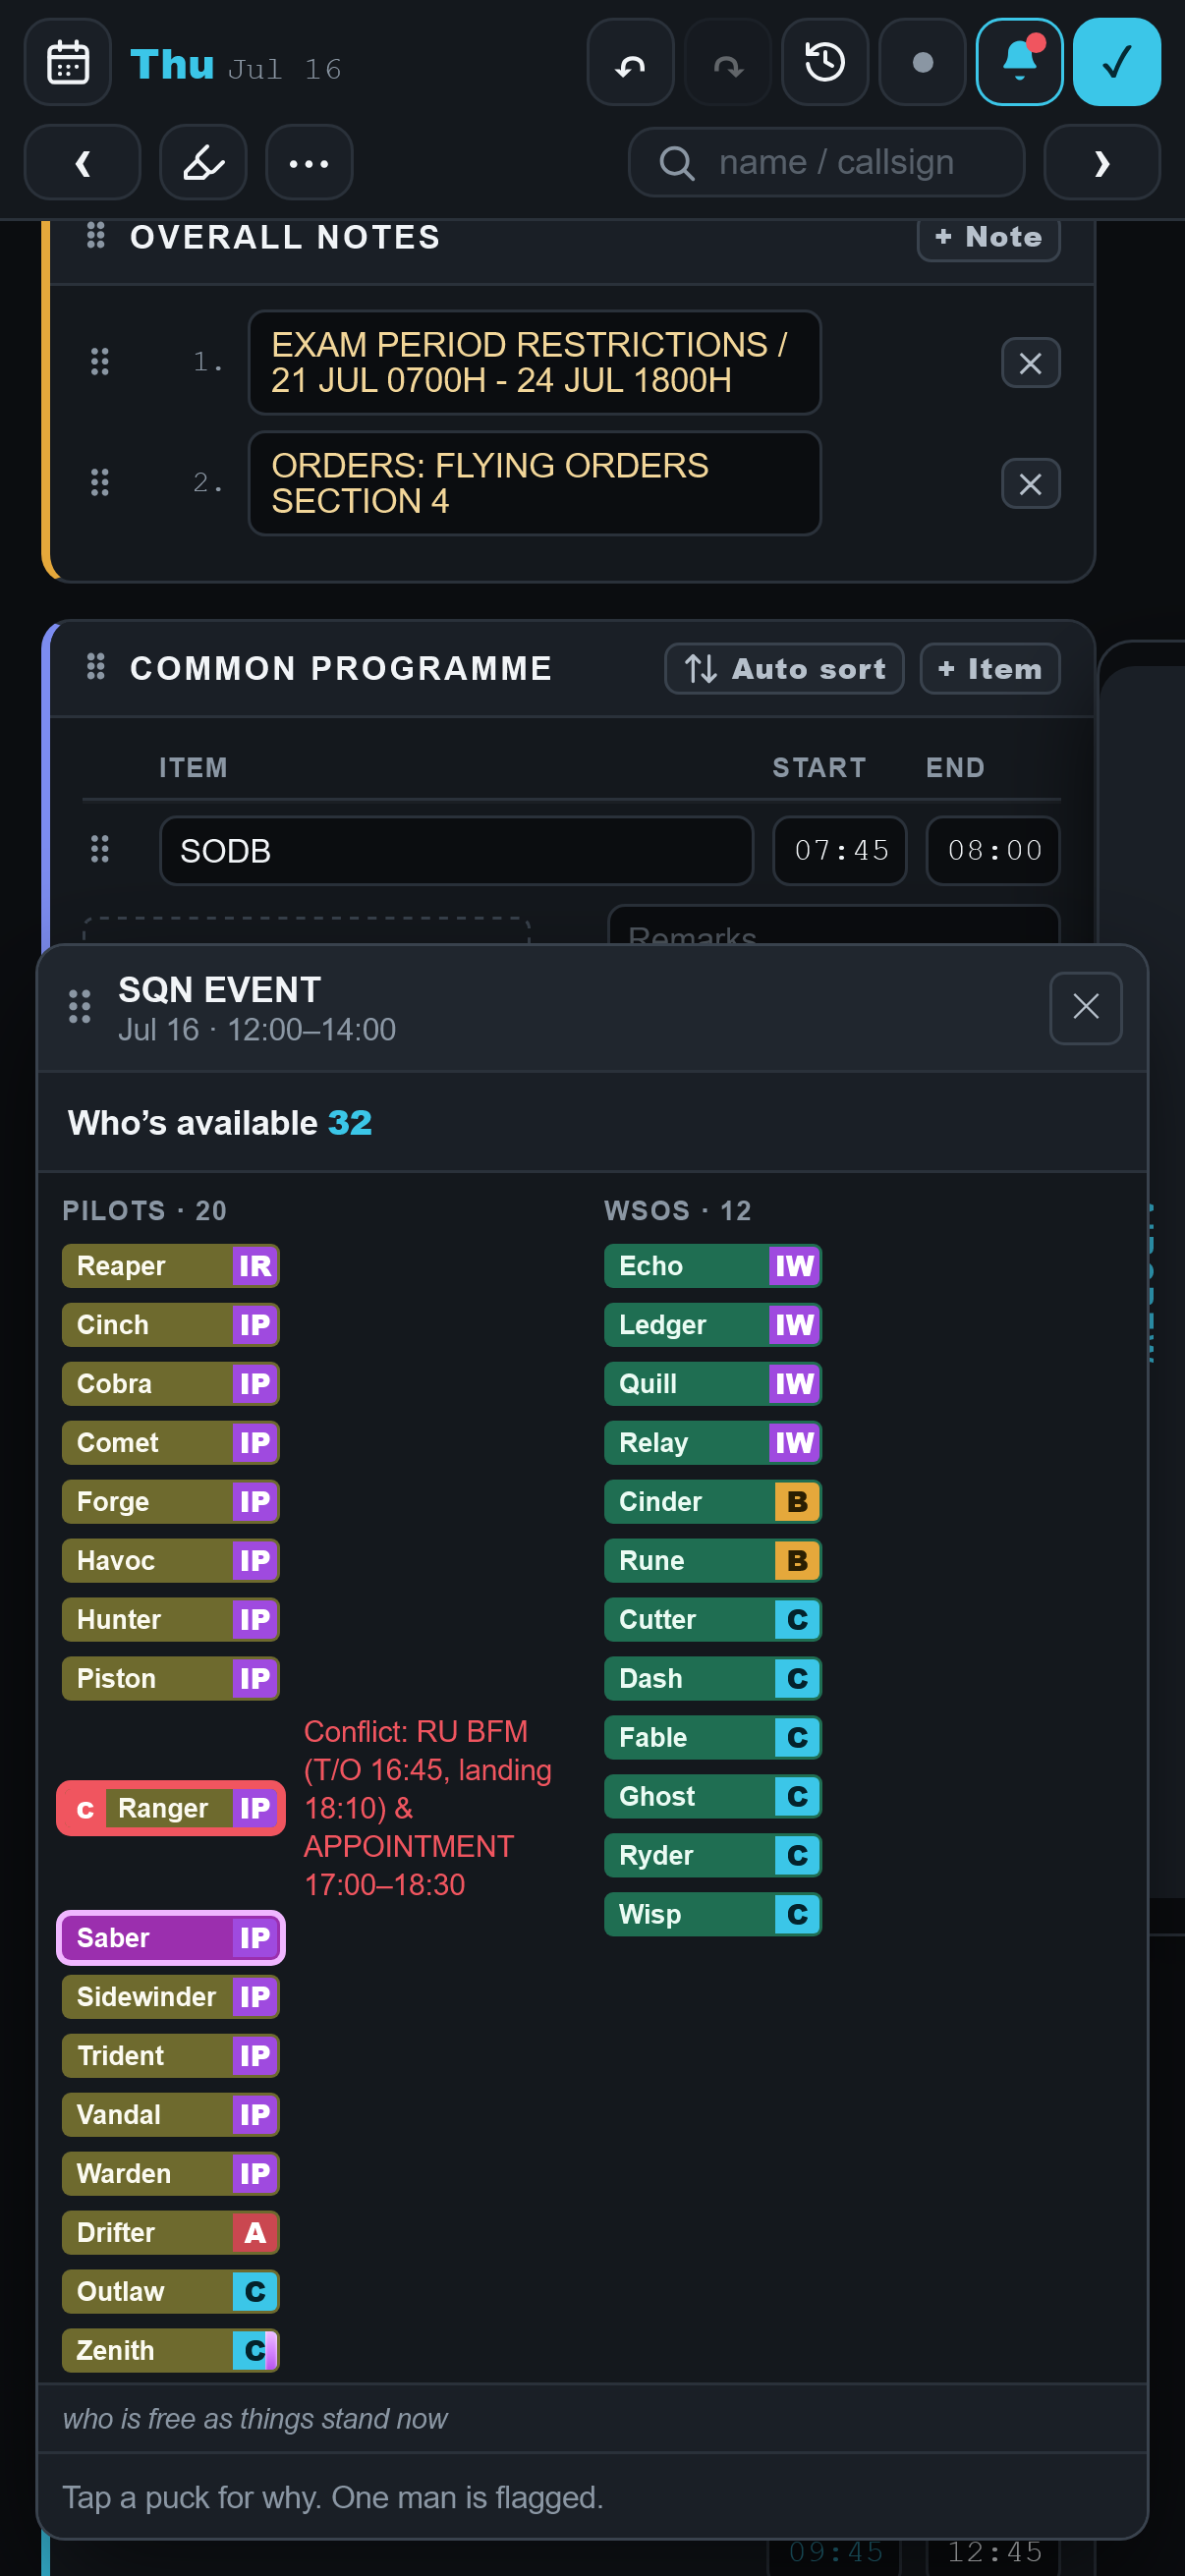 Thu Jul 16
name / callsign
OVERALL NOTES
+ Note
1.
EXAM PERIOD RESTRICTIONS /
21 JUL 0700H - 24 JUL 1800H
2.
ORDERS: FLYING ORDERS
SECTION 4
COMMON PROGRAMME
Auto sort
+ Item
ITEM START END
SODB 07:45 08:00
Remarks
SQN EVENT
Jul 16 · 12:00–14:00
Who’s available 32
PILOTS · 20
Reaper IR
Cinch IP
Cobra IP
Comet IP
Forge IP
Havoc IP
Hunter IP
Piston IP
c Ranger IP
Conflict: RU BFM
(T/O 16:45, landing
18:10) &
APPOINTMENT
17:00–18:30
Saber IP
Sidewinder IP
Trident IP
Vandal IP
Warden IP
Drifter A
Outlaw C
Zenith C
WSOS · 12
Echo IW
Ledger IW
Quill IW
Relay IW
Cinder B
Rune B
Cutter C
Dash C
Fable C
Ghost C
Ryder C
Wisp C
who is free as things stand now
Tap a puck for why. One man is flagged.
09:45 12:45